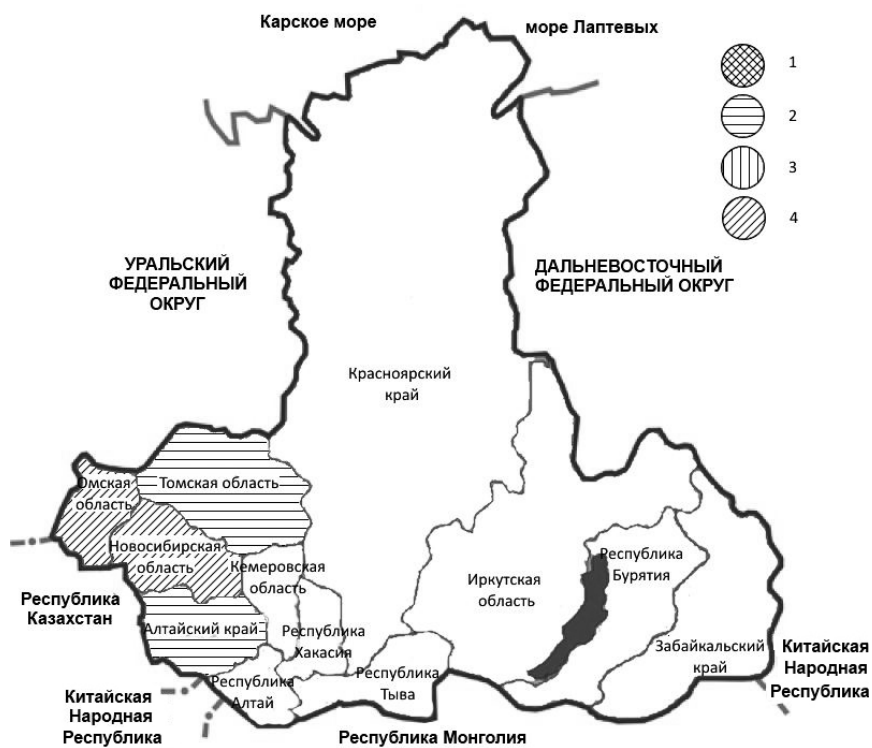 Карское море
море Лаптевых
1
2
3
4
УРАЛЬСКИЙ
ФЕДЕРАЛЬНЫЙ
ОКРУГ
ДАЛЬНЕВОСТОЧНЫЙ
ФЕДЕРАЛЬНЫЙ ОКРУГ
Красноярский
край
Омская
область
Томская область
Новосибирская
область
Кемеровская
область
Республика
Казахстан
Алтайский край
Республика
Хакасия
Республика
Алтай
Республика
Тыва
Иркутская
область
Республика
Бурятия
Забайкальский
край
Китайская
Народная
Республика
Китайская
Народная
Республика
Республика Монголия